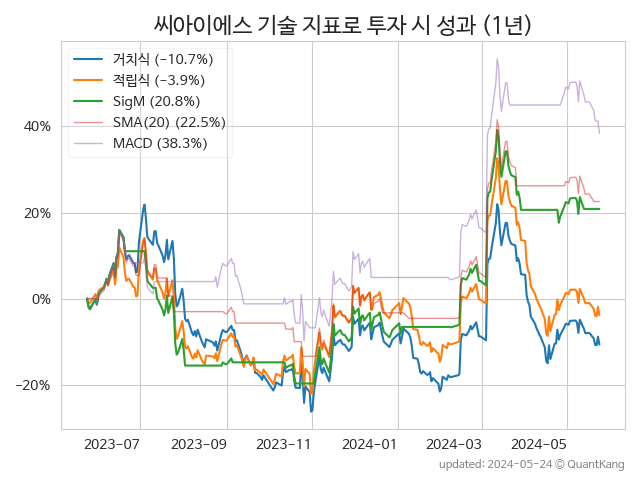 씨아이에스 기술 지표로 투자 시 성과 (1년)
거치식 (−10.7%)
적립식 (−3.9%)
SigM (20.8%)
SMA(20) (22.5%)
MACD (38.3%)
40%
20%
0%
−20%
2023-07 2023-09 2023-11 2024-01 2024-03 2024-05
updated: 2024-05-24 © QuantKang